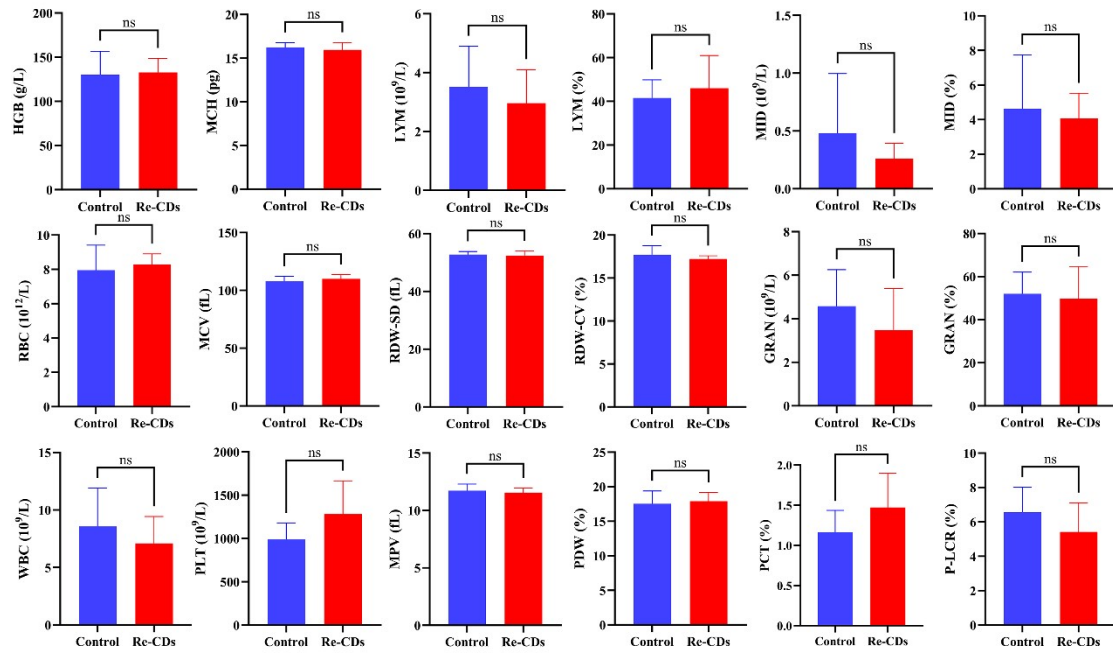 HGB (g/L)
200
150
100
50
0
ns
Control Re-CDs
MCH (pg)
20
15
10
5
0
ns
Control Re-CDs
LYM (10⁹/L)
6
4
2
0
ns
Control Re-CDs
LYM (%)
80
60
40
20
0
ns
Control Re-CDs
MID (10⁹/L)
1.5
1.0
0.5
0.0
ns
Control Re-CDs
MID (%)
10
8
6
4
2
0
ns
Control Re-CDs
RBC (10¹²/L)
10
8
6
4
2
0
ns
Control Re-CDs
MCV (fL)
150
100
50
0
ns
Control Re-CDs
RDW-SD (fL)
60
40
20
0
ns
Control Re-CDs
RDW-CV (%)
20
15
10
5
0
ns
Control Re-CDs
GRAN (10⁹/L)
8
6
4
2
0
ns
Control Re-CDs
GRAN (%)
80
60
40
20
0
ns
Control Re-CDs
WBC (10⁹/L)
15
10
5
0
ns
Control Re-CDs
PLT (10⁹/L)
2000
1500
1000
500
0
ns
Control Re-CDs
MPV (fL)
15
10
5
0
ns
Control Re-CDs
PDW (%)
25
20
15
10
5
0
ns
Control Re-CDs
PCT (%)
2.0
1.5
1.0
0.5
0.0
ns
Control Re-CDs
P-LCR (%)
10
8
6
4
2
0
ns
Control Re-CDs